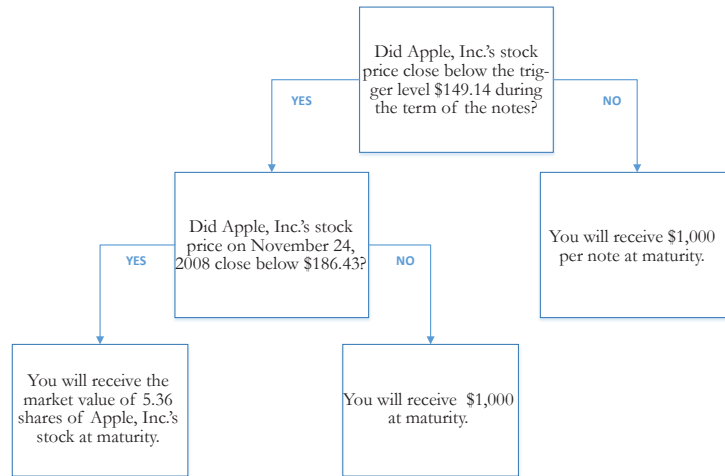 Did Apple, Inc.'s stock
price close below the trig-
ger level $149.14 during
the term of the notes?
YES
NO
Did Apple, Inc.'s stock
price on November 24,
2008 close below $186.43?
You will receive $1,000
per note at maturity.
YES
NO
You will receive the
market value of 5.36
shares of Apple, Inc.'s
stock at maturity.
You will receive $1,000
at maturity.